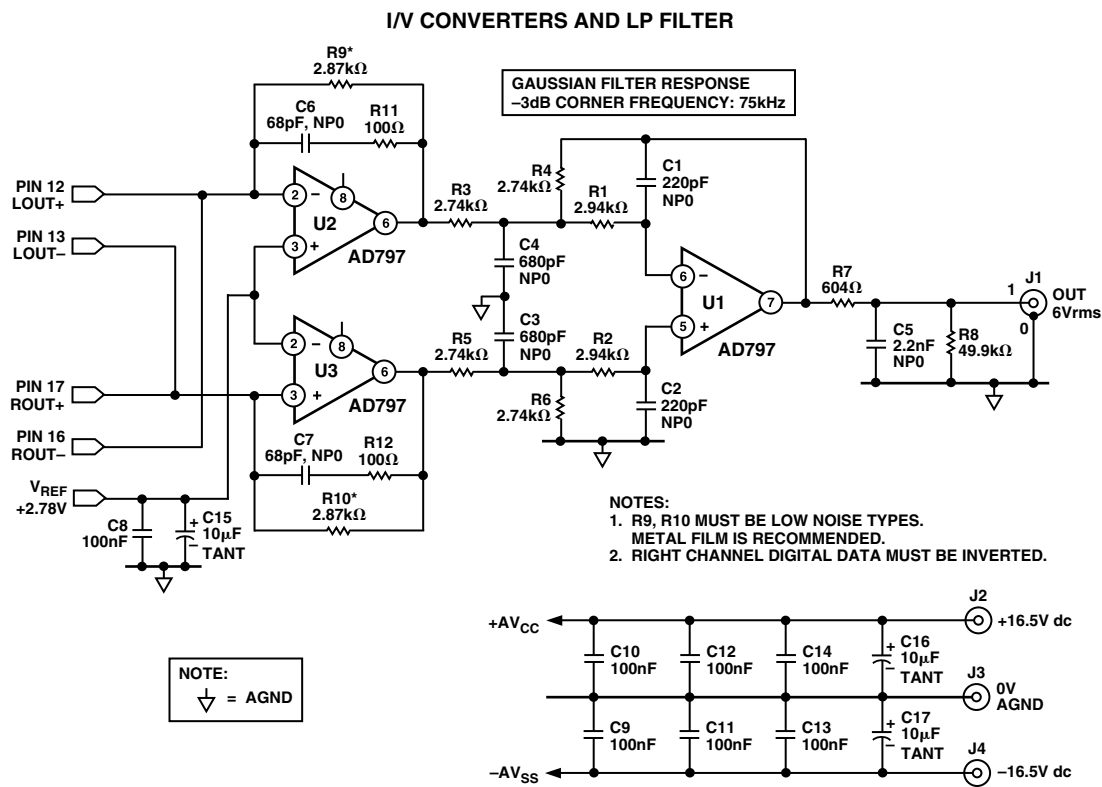 I/V CONVERTERS AND LP FILTER
R9*
2.87kΩ
C6
68pF, NP0
R11
100Ω
GAUSSIAN FILTER RESPONSE
–3dB CORNER FREQUENCY: 75kHz
PIN 12
LOUT+
PIN 13
LOUT–
2
–
8
U2
6
3
+
AD797
R3
2.74kΩ
R4
2.74kΩ
R1
2.94kΩ
C1
220pF
NP0
C4
680pF
NP0
C3
680pF
NP0
6
–
U1
7
5
+
AD797
R7
604Ω
J1
1
OUT
6Vrms
0
C5
2.2nF
NP0
R8
49.9kΩ
2
–
8
U3
6
3
+
AD797
R5
2.74kΩ
R2
2.94kΩ
R6
2.74kΩ
C2
220pF
NP0
PIN 17
ROUT+
PIN 16
ROUT–
C7
68pF, NP0
R12
100Ω
R10*
2.87kΩ
VREF
+2.78V
C8
100nF
+
–
C15
10μF
TANT
NOTES:
1. R9, R10 MUST BE LOW NOISE TYPES.
METAL FILM IS RECOMMENDED.
2. RIGHT CHANNEL DIGITAL DATA MUST BE INVERTED.
NOTE:
= AGND
+AVCC
J2
+16.5V dc
C10
100nF
C12
100nF
C14
100nF
+
–
C16
10μF
TANT
J3
0V
AGND
C9
100nF
C11
100nF
C13
100nF
+
–
C17
10μF
TANT
–AVSS
J4
–16.5V dc